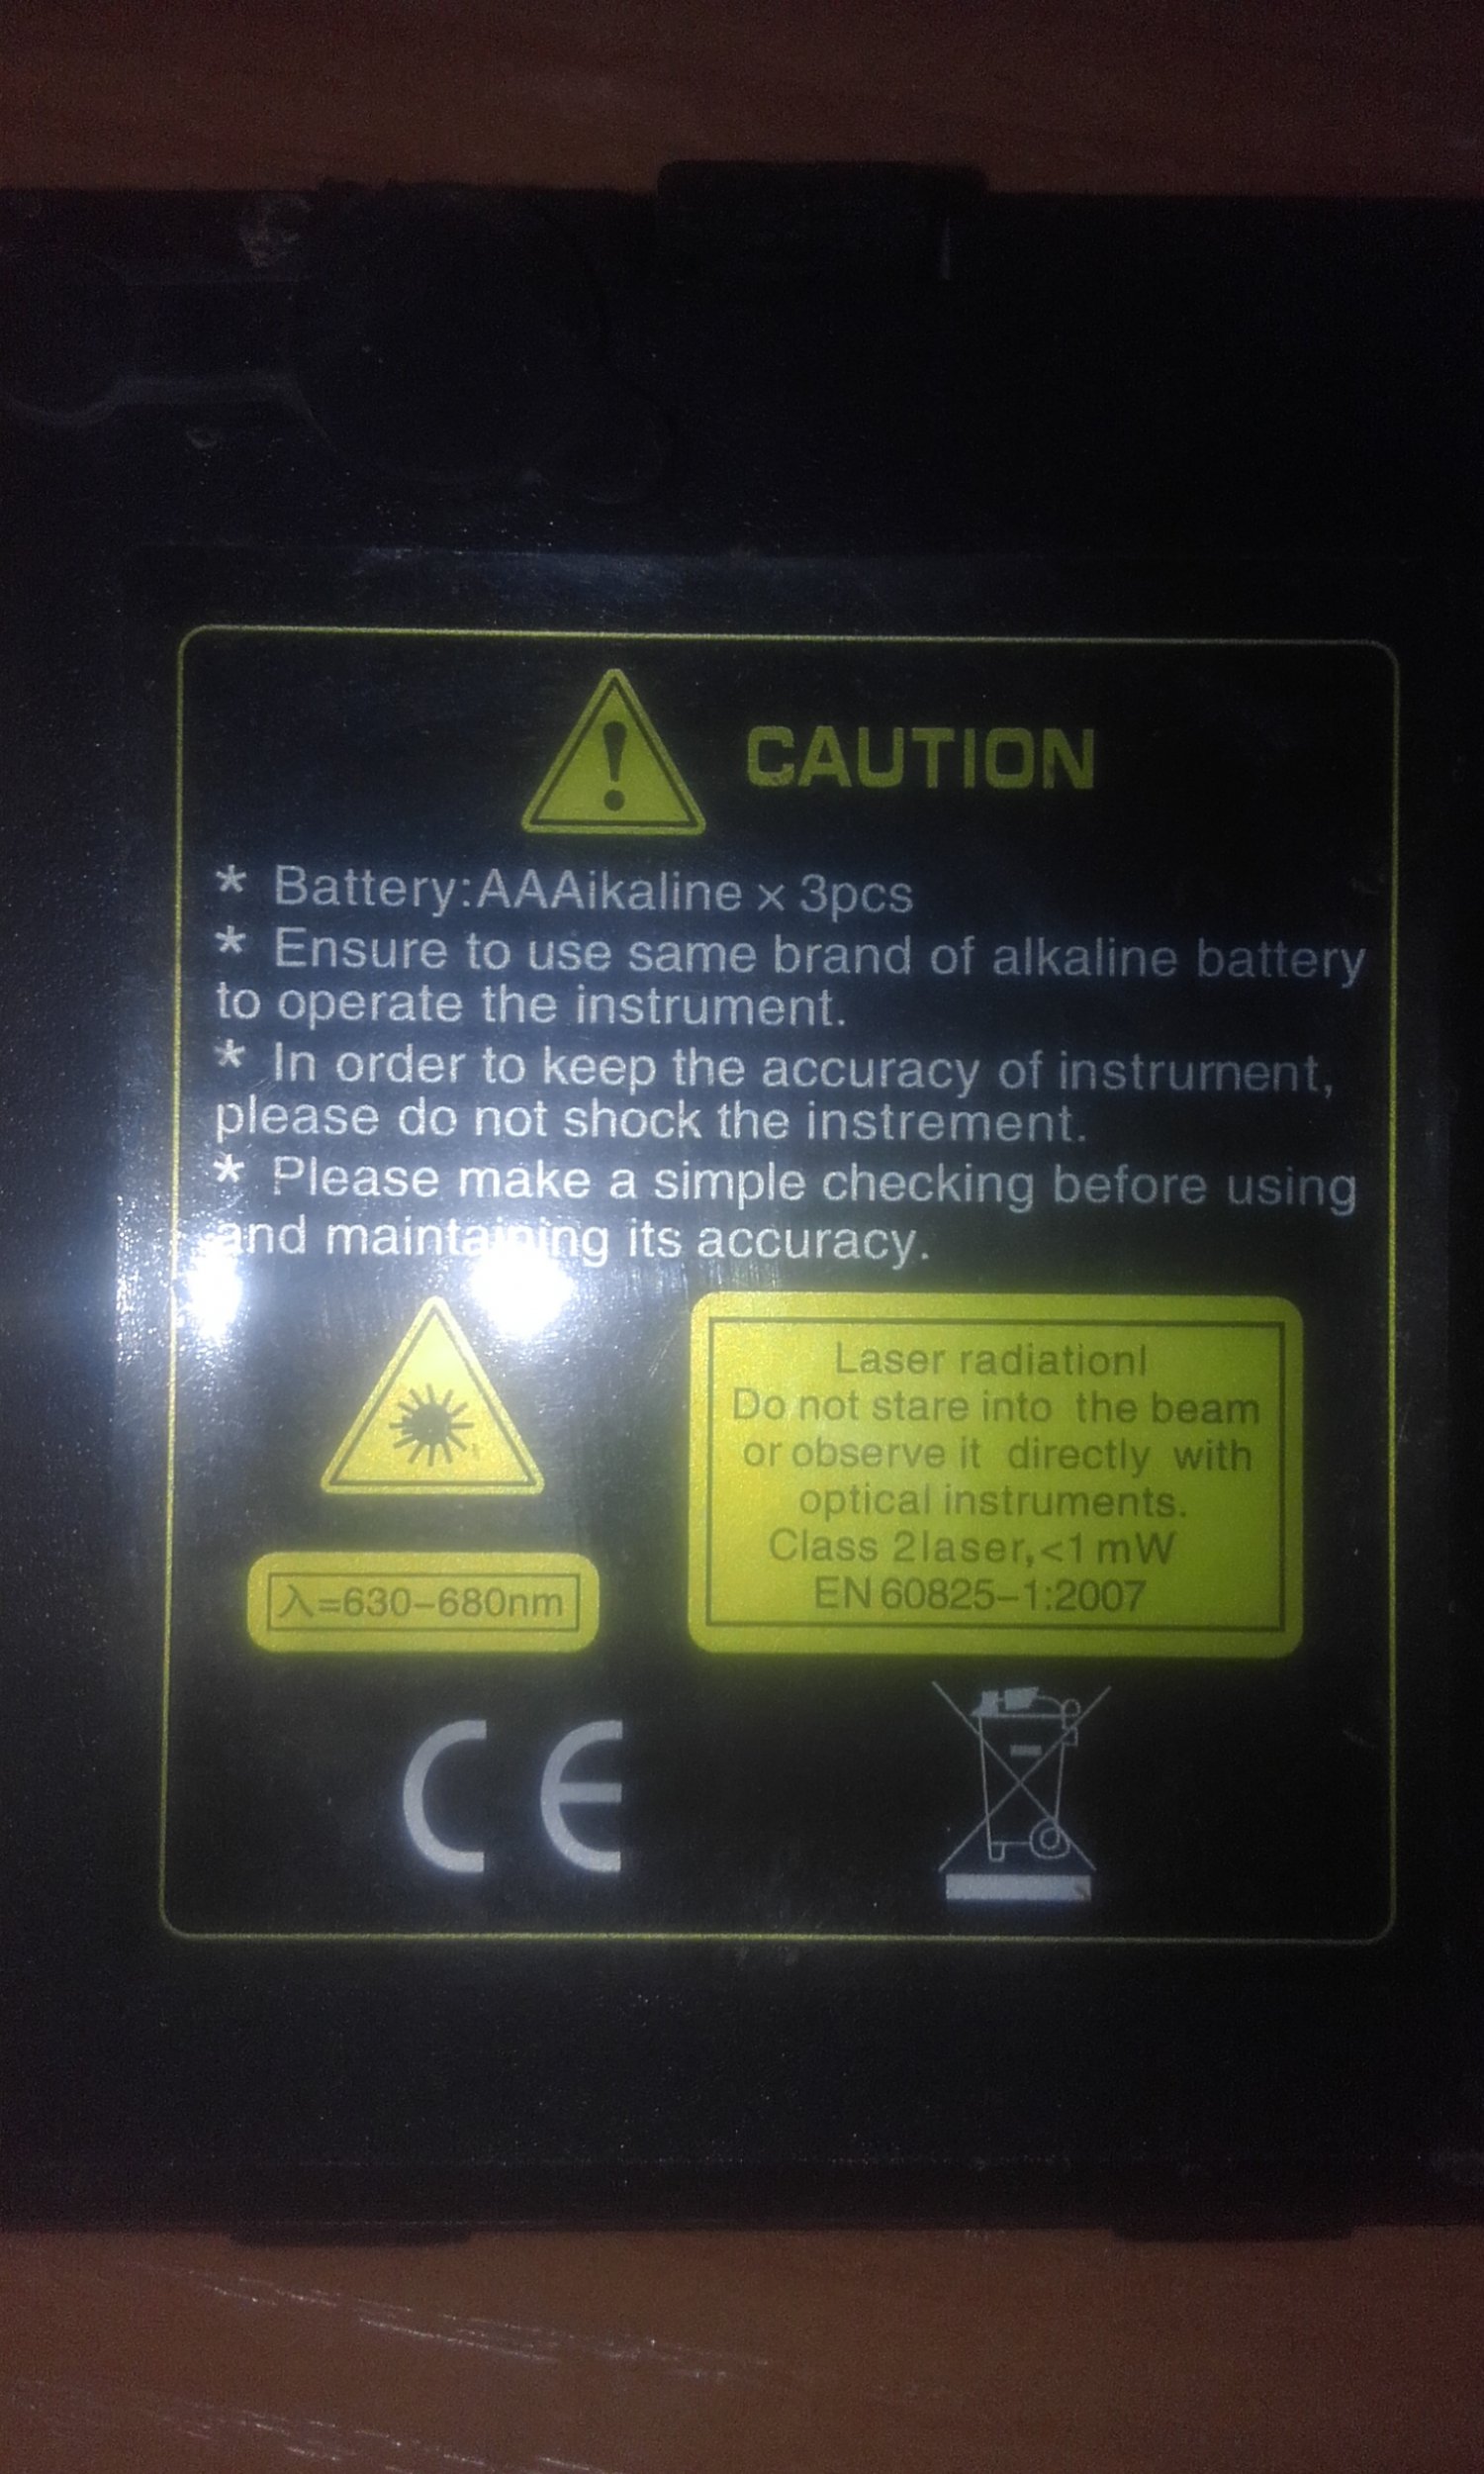 CAUTION
* Battery:AAAikaline × 3pcs
* Ensure to use same brand of alkaline battery
to operate the instrument.
* In order to keep the accuracy of instrument,
please do not shock the instrement.
* Please make a simple checking before using
and maintaining its accuracy.
Laser radiation!
Do not stare into the beam
or observe it directly with
optical instruments.
Class 2laser,<1mW
EN 60825-1:2007
λ=630-680nm
CE